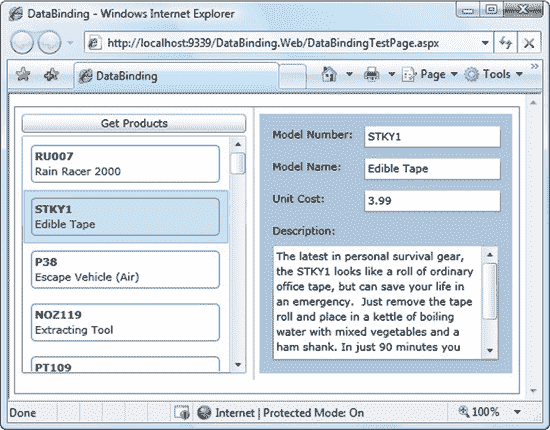 DataBinding - Windows Internet Explorer
http://localhost:9339/DataBinding.Web/DataBindingTestPage.aspx
DataBinding
Page
Tools
Get Products
RU007
Rain Racer 2000
STKY1
Edible Tape
P38
Escape Vehicle (Air)
NOZ119
Extracting Tool
PT109
Model Number: STKY1
Model Name: Edible Tape
Unit Cost: 3.99
Description:
The latest in personal survival gear,
the STKY1 looks like a roll of ordinary
office tape, but can save your life in
an emergency. Just remove the tape
roll and place in a kettle of boiling
water with mixed vegetables and a
ham shank. In just 90 minutes you
Done
Internet | Protected Mode: On
100%